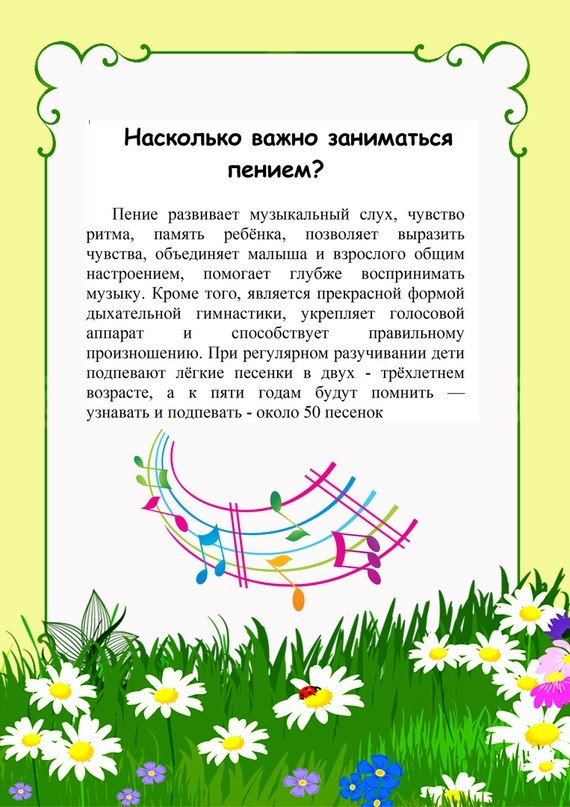 Насколько важно заниматься
пением?
Пение развивает музыкальный слух, чувство
ритма, память ребёнка, позволяет выразить
чувства, объединяет малыша и взрослого общим
настроением, помогает глубже воспринимать
музыку. Кроме того, является прекрасной формой
дыхательной гимнастики, укрепляет голосовой
аппарат и способствует правильному
произношению. При регулярном разучивании дети
подпевают лёгкие песенки в двух - трёхлетнем
возрасте, а к пяти годам будут помнить —
узнавать и подпевать - около 50 песенок